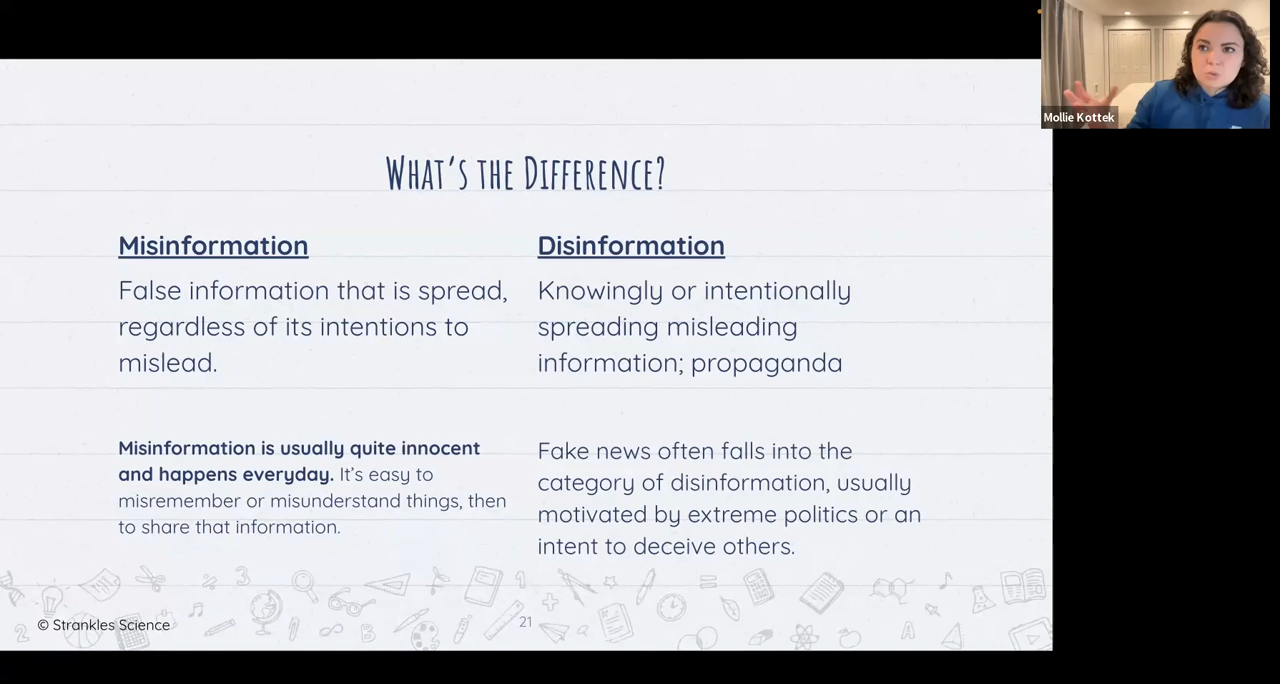 Mollie Kottek
What's the Difference?
Misinformation
False information that is spread,
regardless of its intentions to
mislead.
Misinformation is usually quite innocent
and happens everyday. It's easy to
misremember or misunderstand things, then
to share that information.
Disinformation
Knowingly or intentionally
spreading misleading
information; propaganda
Fake news often falls into the
category of disinformation, usually
motivated by extreme politics or an
intent to deceive others.
© Strankles Science
21